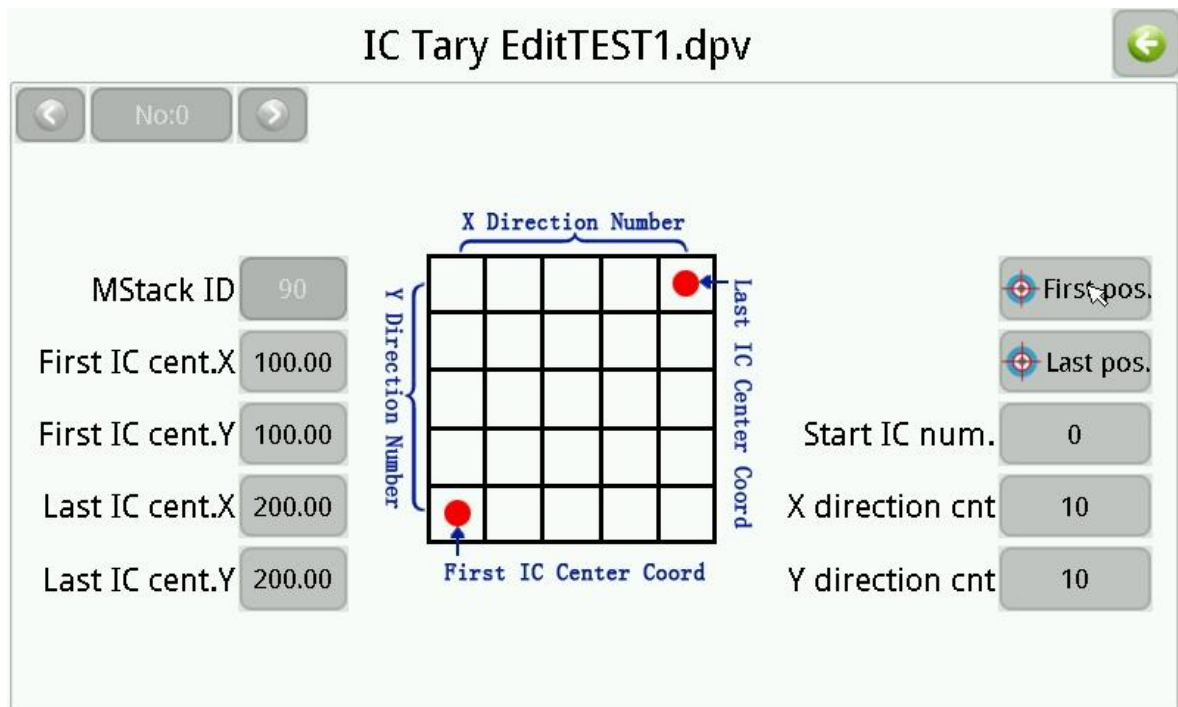 IC Tary EditTEST1.dpv
No:0
MStack ID 90
First IC cent.X 100.00
First IC cent.Y 100.00
Last IC cent.X 200.00
Last IC cent.Y 200.00
X Direction Number
Y Direction Number
Last IC Center Coord
First IC Center Coord
First pos.
Last pos.
Start IC num. 0
X direction cnt 10
Y direction cnt 10